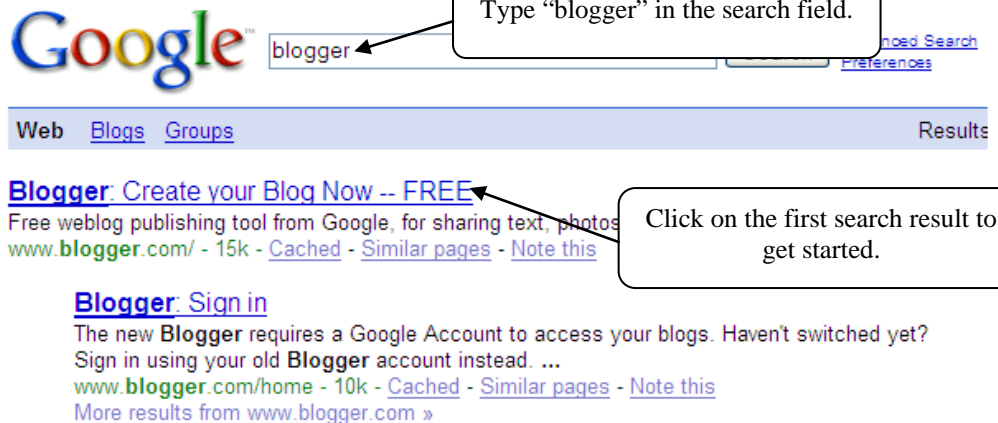 Type “blogger” in the search field.
Google™ blogger Search
Preferences
Web Blogs Groups Results
Blogger: Create your Blog Now -- FREE
Free weblog publishing tool from Google, for sharing text, photos
Click on the first search result to
get started.
www.blogger.com/ - 15k - Cached - Similar pages - Note this
Blogger: Sign in
The new Blogger requires a Google Account to access your blogs. Haven't switched yet?
Sign in using your old Blogger account instead. ...
www.blogger.com/home - 10k - Cached - Similar pages - Note this
More results from www.blogger.com »